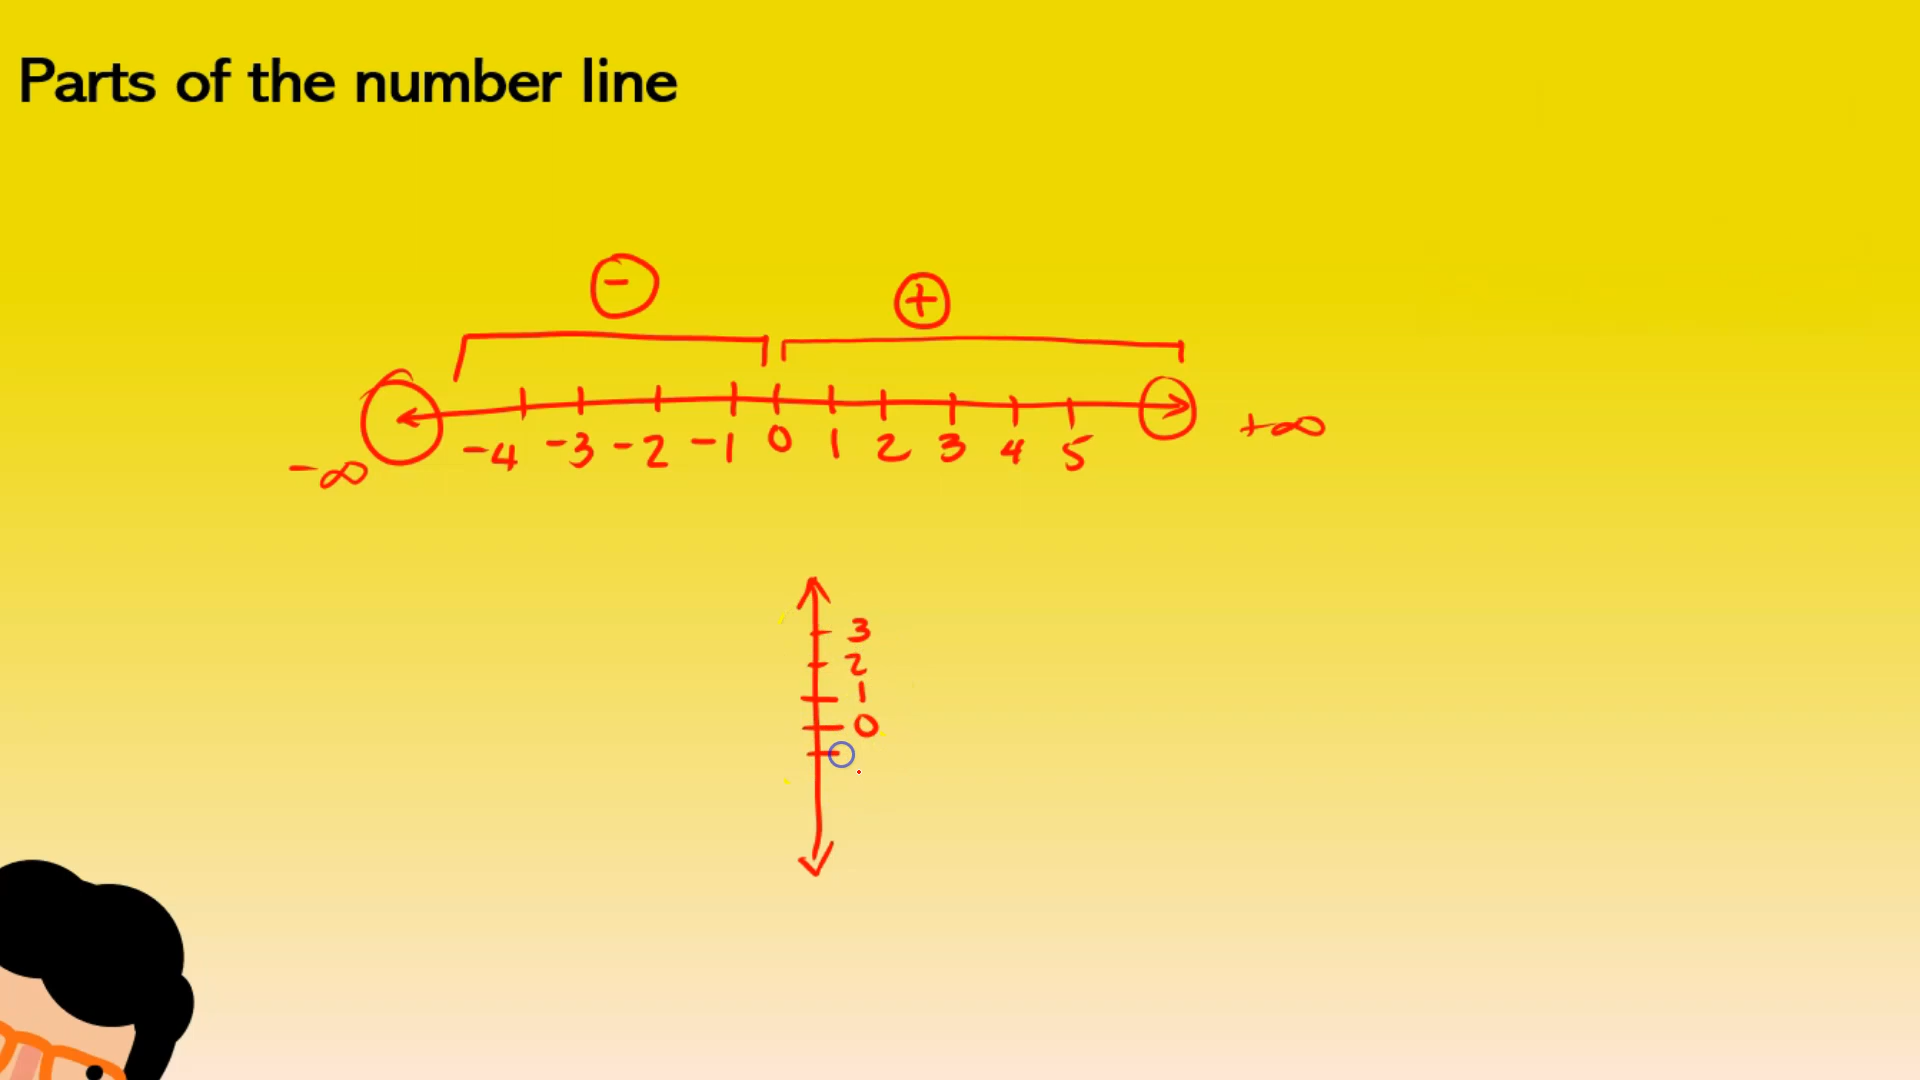 Parts of the number line
- +
-∞ -4 -3 -2 -1 0 1 2 3 4 5 +∞
3
2
1
0